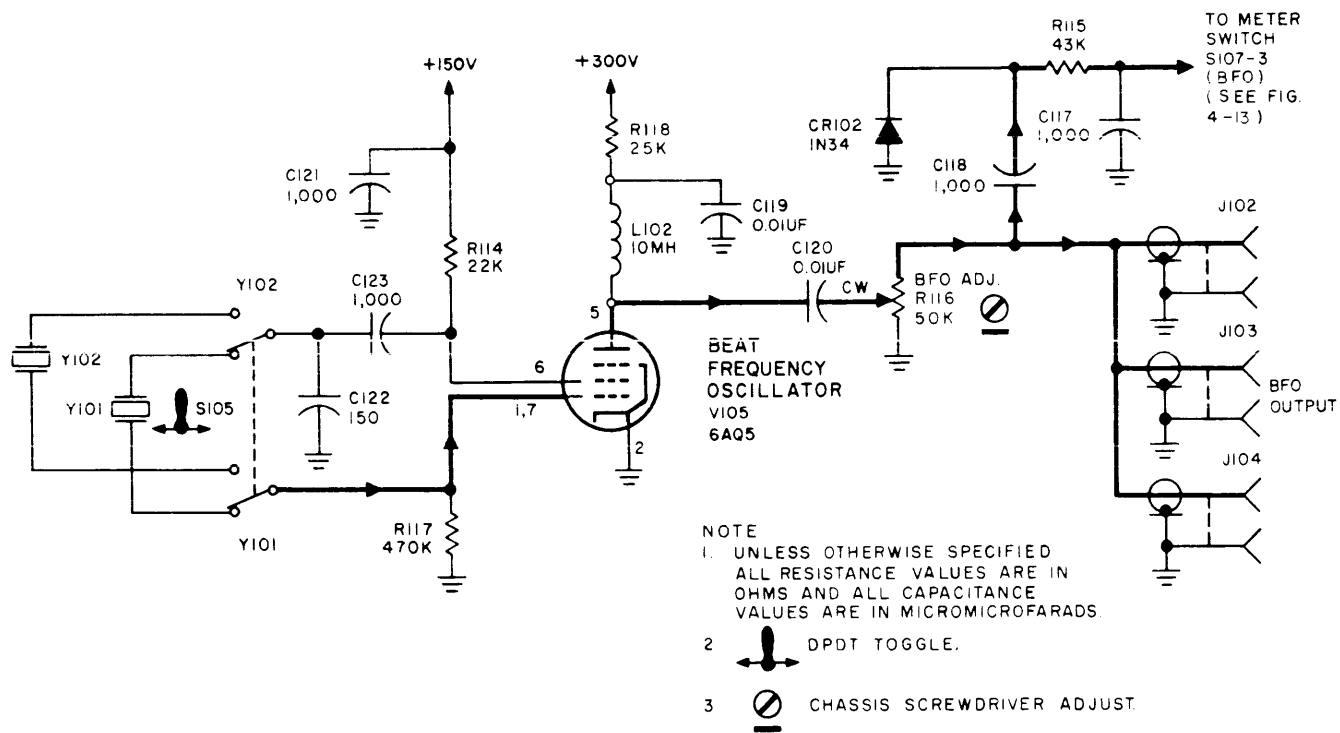 +150V
+300V
R115
43K
TO METER
SWITCH
S107-3
(BFO)
(SEE FIG.
4-13)
R118
25K
CR102
1N34
C117
1,000
C121
1,000
C118
1,000
C119
0.01UF
L102
10MH
R114
22K
C120
0.01UF
CW
BFO ADJ.
R116
50K
J102
Y102
C123
1,000
5
J103
Y102
BEAT
FREQUENCY
OSCILLATOR
V105
6AQ5
6
1,7
2
Y101
S105
C122
150
BFO
OUTPUT
J104
Y101
R117
470K
NOTE
1. UNLESS OTHERWISE SPECIFIED
ALL RESISTANCE VALUES ARE IN
OHMS AND ALL CAPACITANCE
VALUES ARE IN MICROMICROFARADS.
2 DPDT TOGGLE.
3 CHASSIS SCREWDRIVER ADJUST.